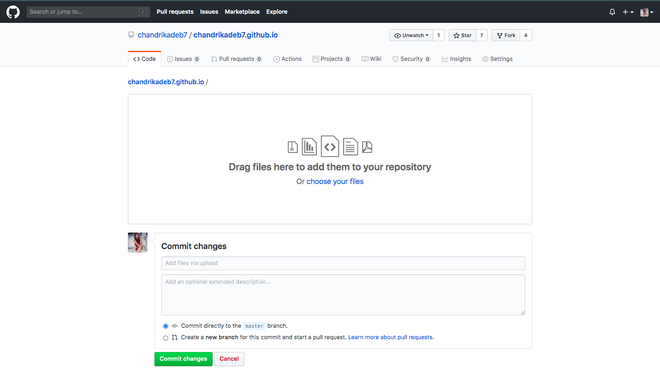 Search or jump to... /
Pull requests Issues Marketplace Explore
chandrikadeb7 / chandrikadeb7.github.io
Unwatch 1 Star 7 Fork 4
Code Issues 0 Pull requests 0 Actions Projects 0 Wiki Security 0 Insights Settings
chandrikadeb7.github.io /
Drag files here to add them to your repository
Or choose your files
Commit changes
Add files via upload
Add an optional extended description...
Commit directly to the master branch.
Create a new branch for this commit and start a pull request. Learn more about pull requests.
Commit changes Cancel